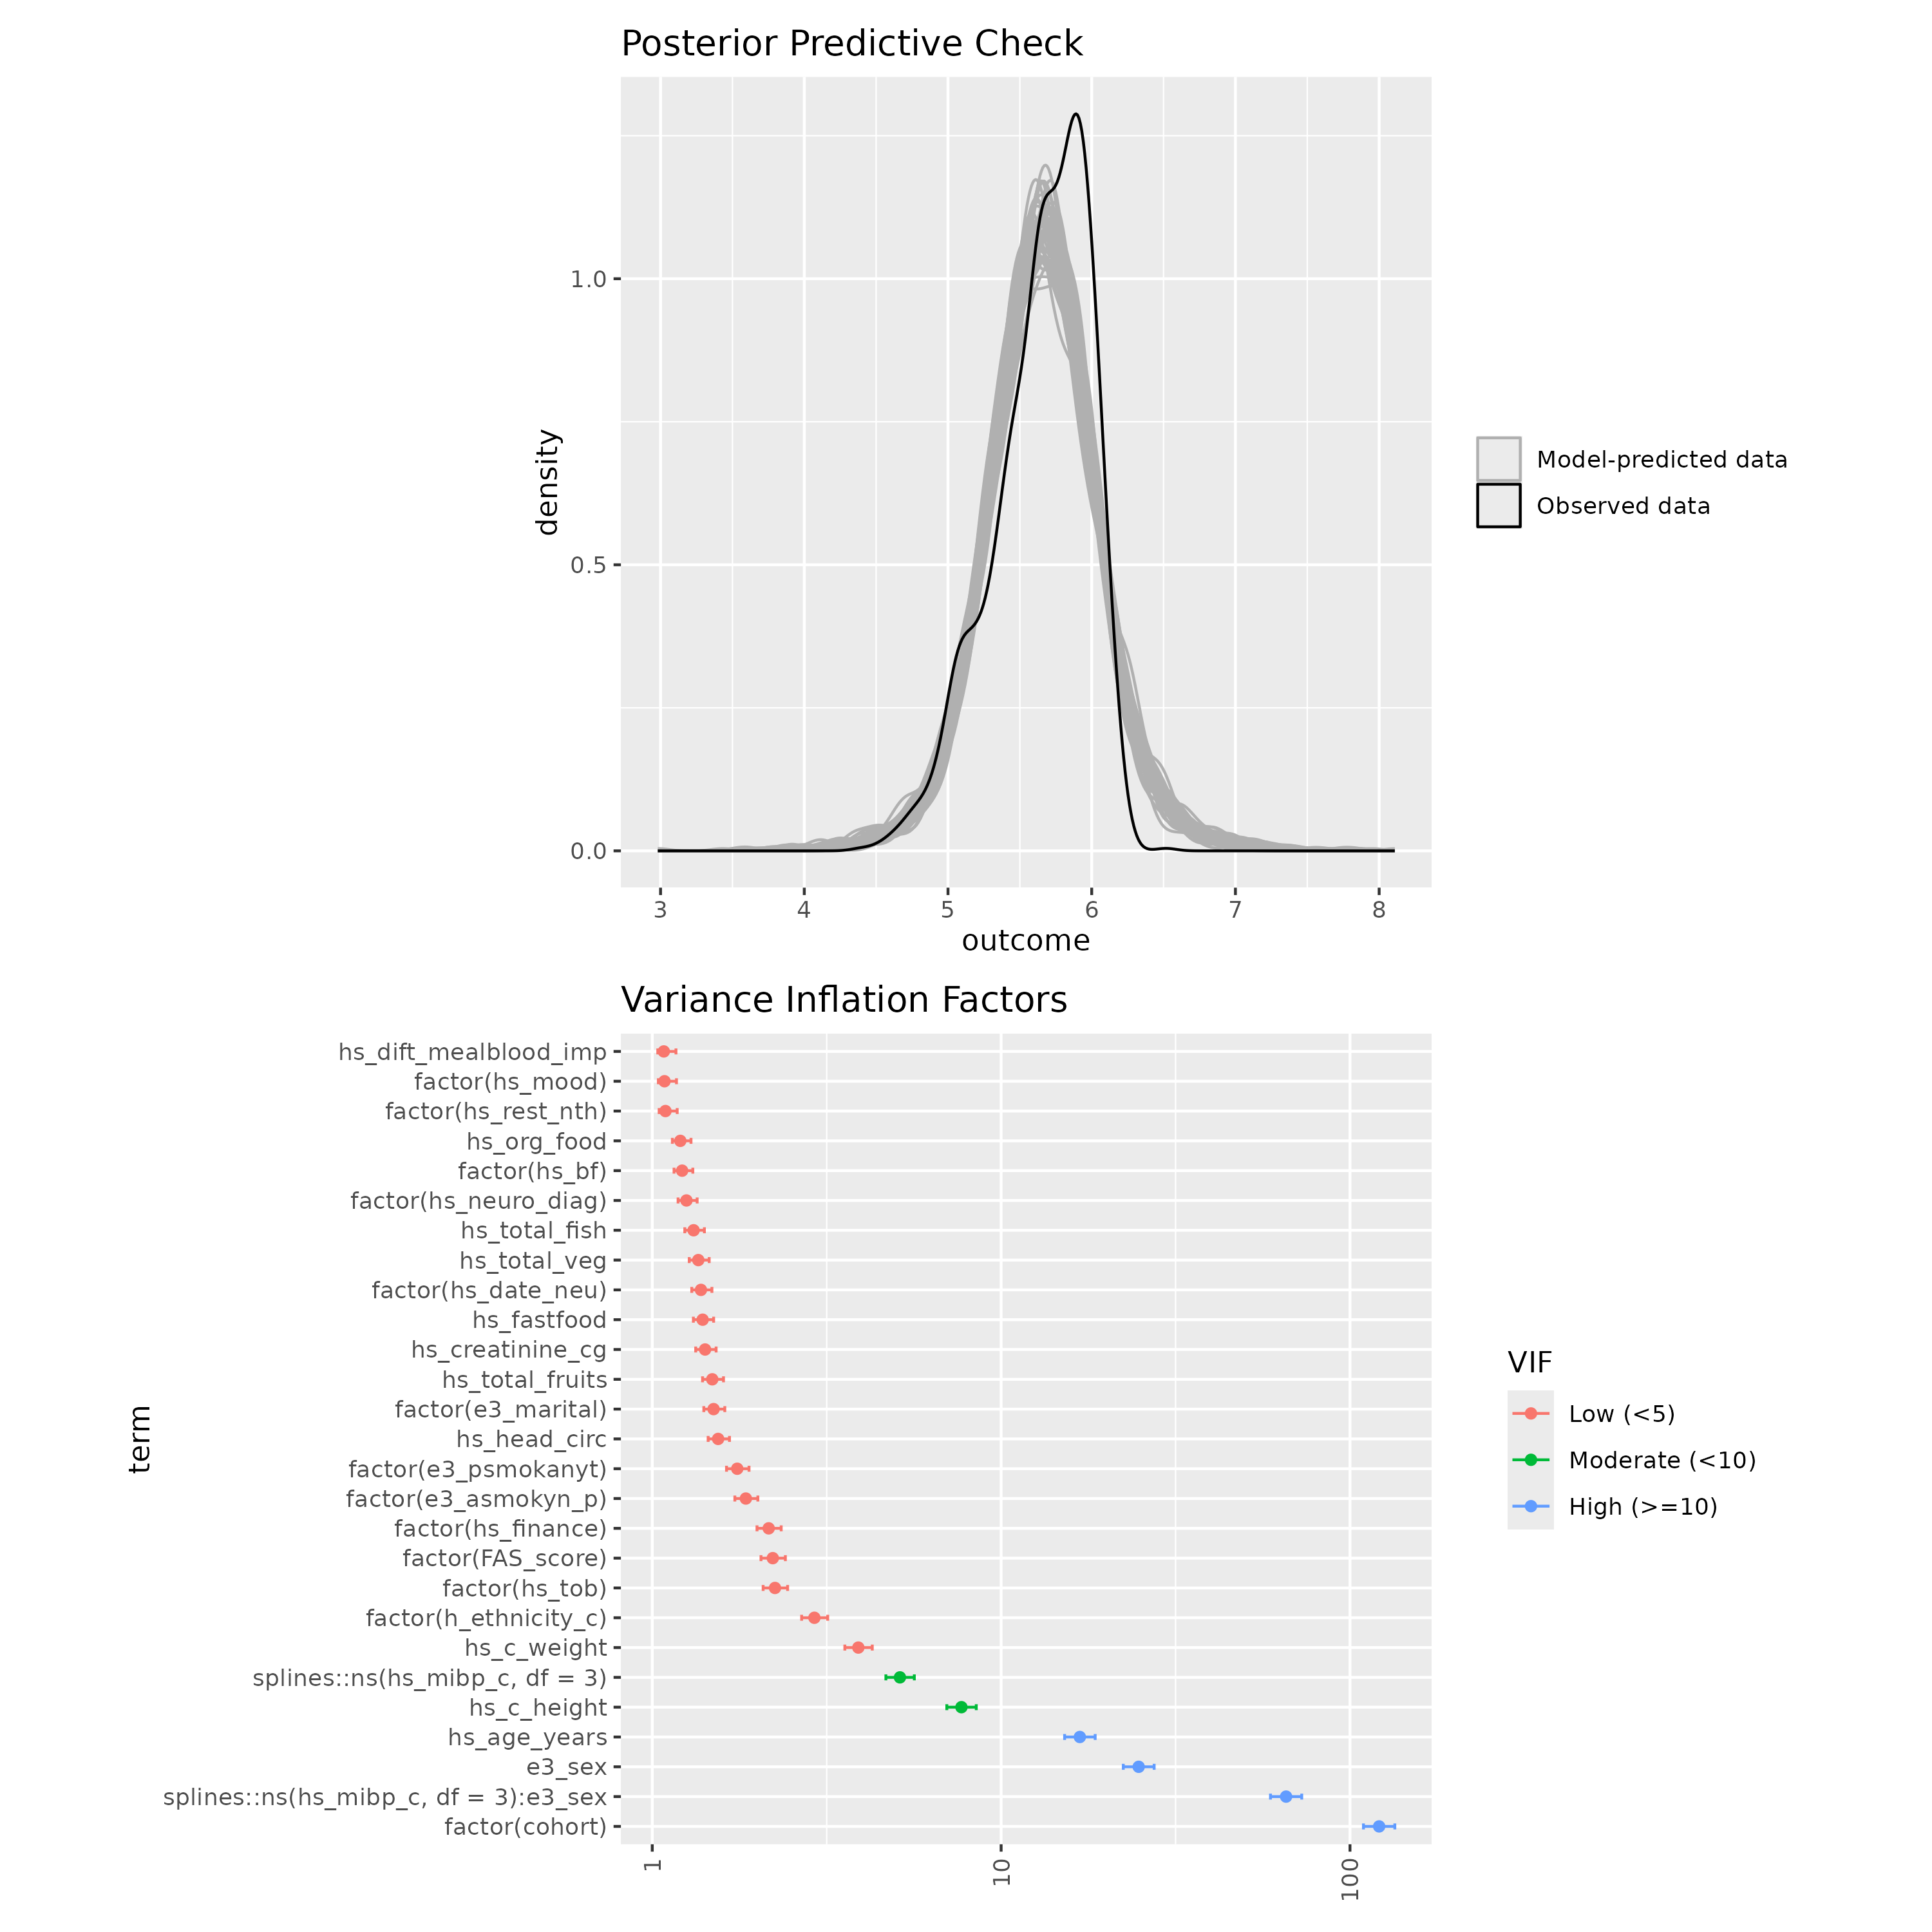 Posterior Predictive Check
density
1.0
0.5
0.0
3 4 5 6 7 8
outcome
Model-predicted data
Observed data
Variance Inflation Factors
term
hs_dift_mealblood_imp
factor(hs_mood)
factor(hs_rest_nth)
hs_org_food
factor(hs_bf)
factor(hs_neuro_diag)
hs_total_fish
hs_total_veg
factor(hs_date_neu)
hs_fastfood
hs_creatinine_cg
hs_total_fruits
factor(e3_marital)
hs_head_circ
factor(e3_psmokanyt)
factor(e3_asmokyn_p)
factor(hs_finance)
factor(FAS_score)
factor(hs_tob)
factor(h_ethnicity_c)
hs_c_weight
splines::ns(hs_mibp_c, df = 3)
hs_c_height
hs_age_years
e3_sex
splines::ns(hs_mibp_c, df = 3):e3_sex
factor(cohort)
1 10 100
VIF
Low (<5)
Moderate (<10)
High (>=10)